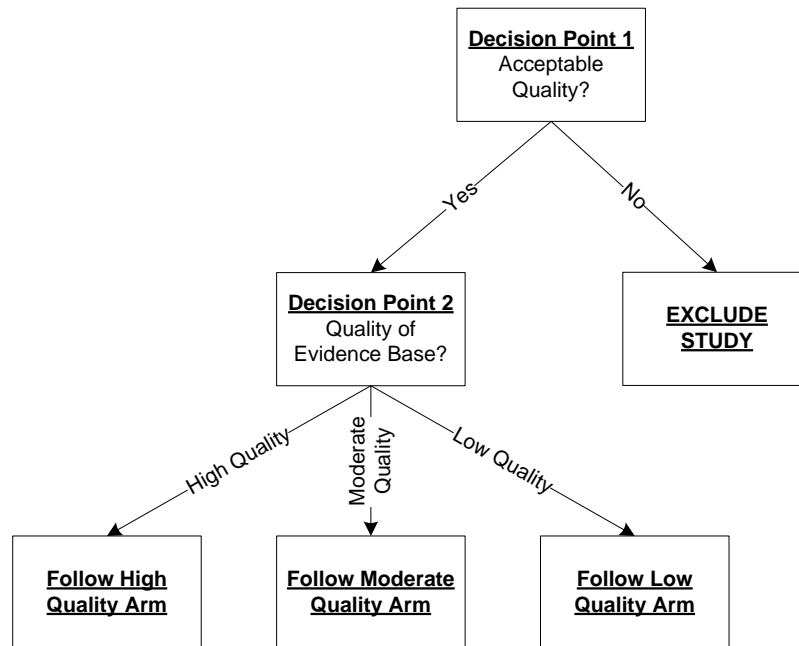 Decision Point 1
Acceptable
Quality?
Yes
No
Decision Point 2
Quality of
Evidence Base?
EXCLUDE
STUDY
High Quality
Moderate
Quality
Low Quality
Follow High
Quality Arm
Follow Moderate
Quality Arm
Follow Low
Quality Arm